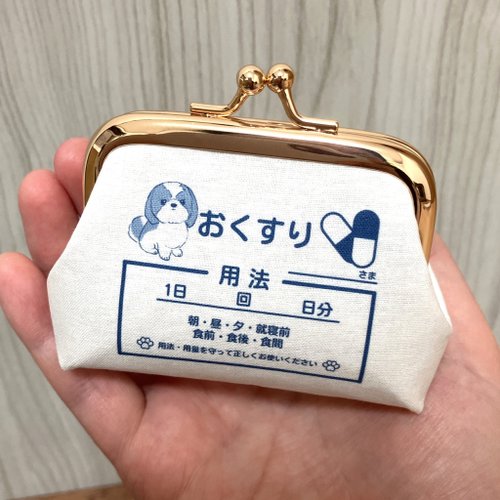 おくすり
さま
用法
1日 回 日分
朝・昼・夕・就寝前
食前・食後・食間
用法・用量を守って正しくお使いください